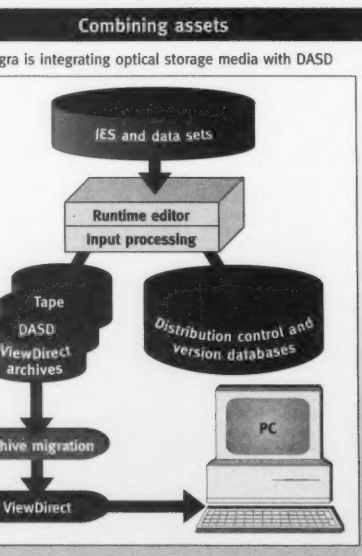 Combining assets
gra is integrating optical storage media with DASD
IES and data sets
Runtime editor
Input processing
Tape
DASD
ViewDirect
archives
Distribution control and
version databases
hive migration
ViewDirect
PC